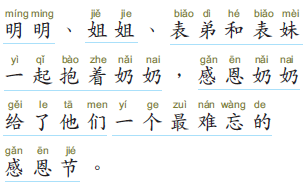 míng ming jiě jie biǎo dì hé biǎo mèi
明明、姐姐、表弟和表妹
yì qǐ bào zhe nǎi nai gǎn ēn nǎi nai
一起抱着奶奶，感恩奶奶
gěi le tā men yí ge zuì nán wàng de
给了他们一个最难忘的
gǎn ēn jié
感恩节。